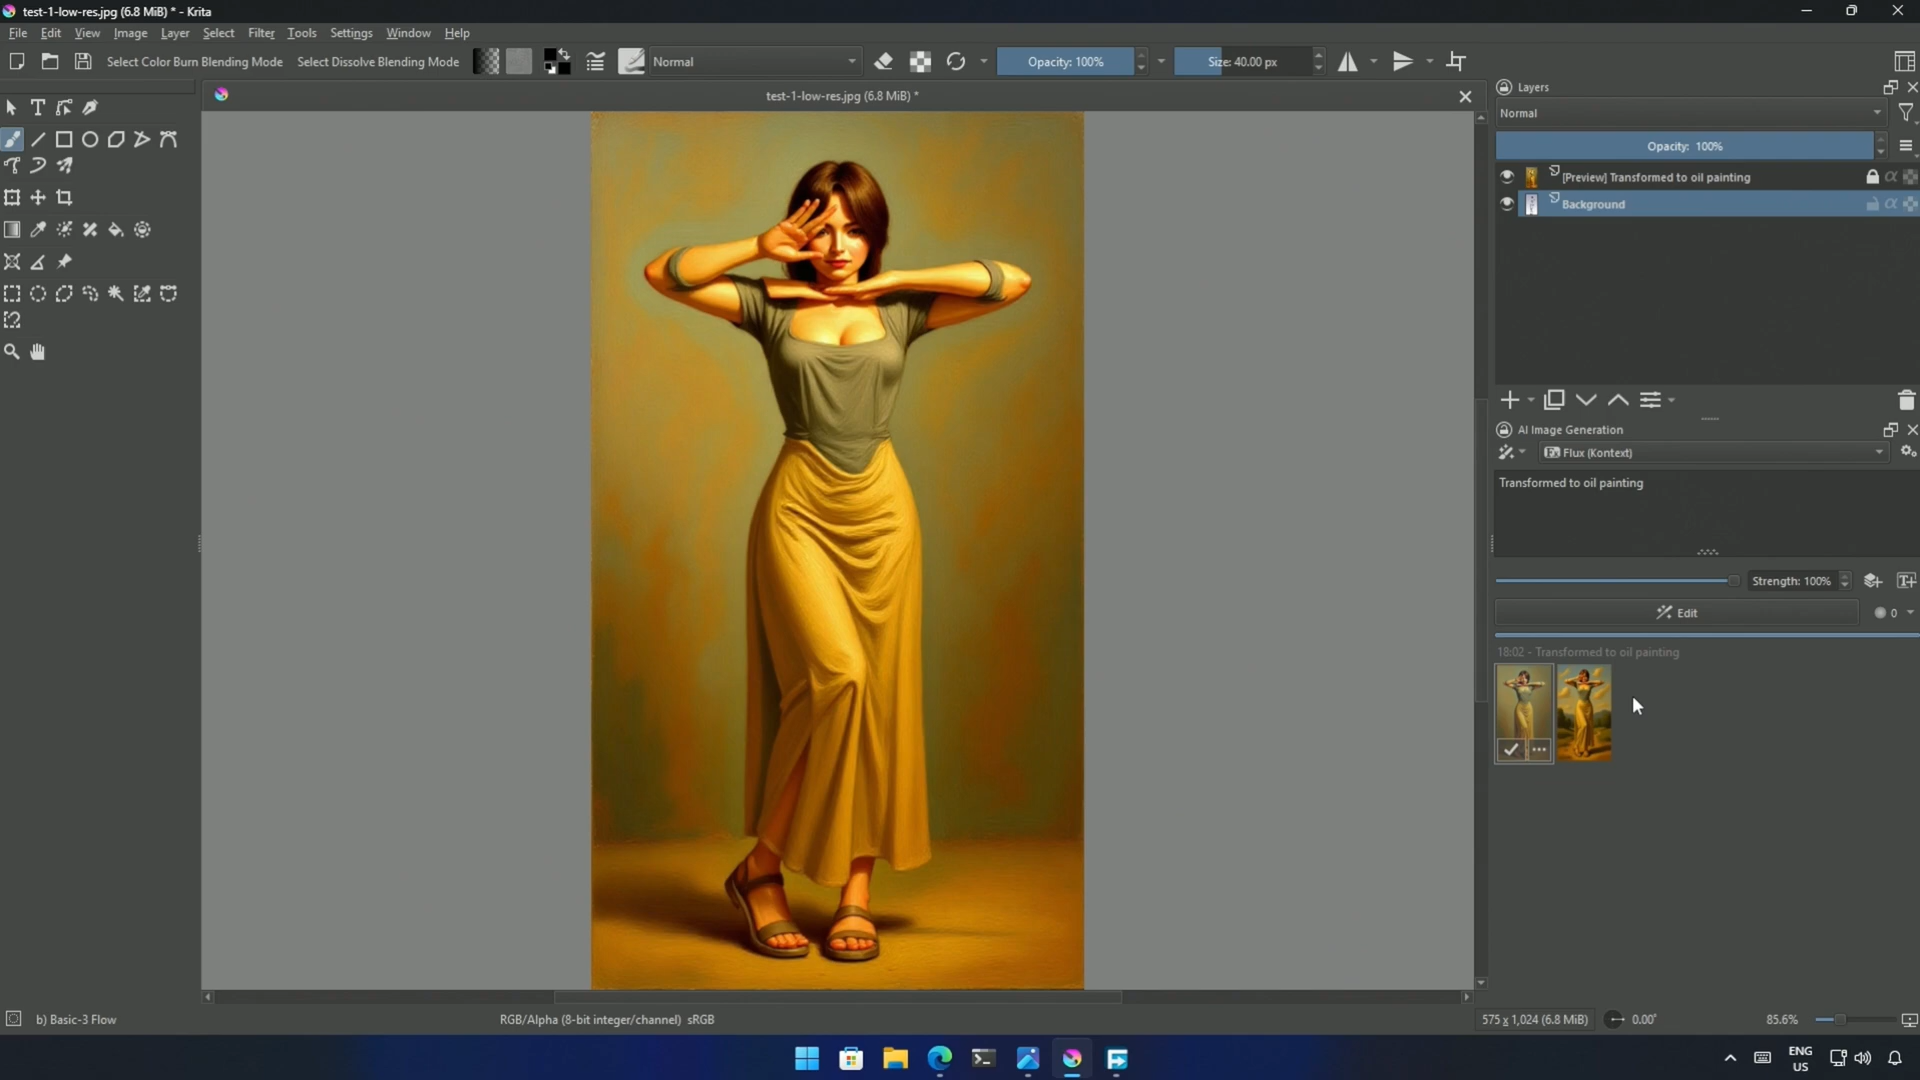 test-1-low-res.jpg (6.8 MiB) * - Krita
File Edit View Image Layer Select Filter Tools Settings Window Help
Select Color Burn Blending Mode Select Dissolve Blending Mode Normal Opacity: 100% Size: 40.00 px
test-1-low-res.jpg (6.8 MiB) *
Layers
Normal
Opacity: 100%
[Preview] Transformed to oil painting
Background
AI Image Generation
Flux (Kontext)
Transformed to oil painting
Strength: 100%
Edit 0
18:02 - Transformed to oil painting
b) Basic-3 Flow RGB/Alpha (8-bit integer/channel) sRGB 575 x 1,024 (6.8 MiB) 0.00° 85.6%
ENG
US